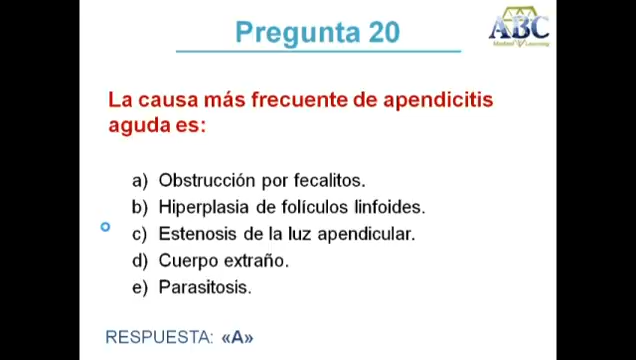 Pregunta 20
ABC
La causa más frecuente de apendicitis
aguda es:
a) Obstrucción por fecalitos.
b) Hiperplasia de folículos linfoides.
c) Estenosis de la luz apendicular.
d) Cuerpo extraño.
e) Parasitosis.
RESPUESTA: «A»